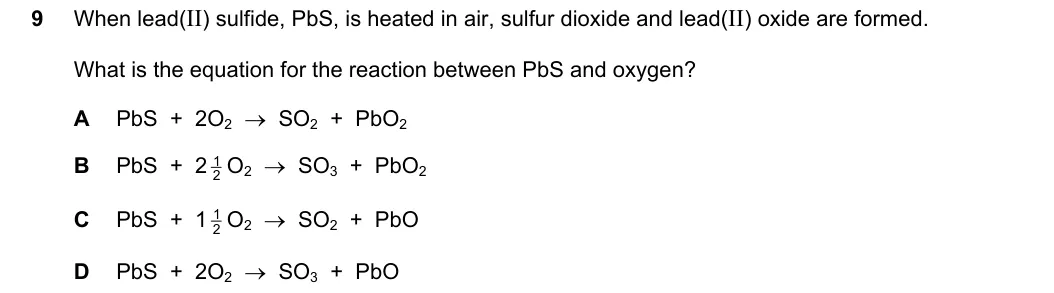 9 When lead(II) sulfide, PbS, is heated in air, sulfur dioxide and lead(II) oxide are formed.
What is the equation for the reaction between PbS and oxygen?
A PbS + 2O₂ → SO₂ + PbO₂
B PbS + 2½O₂ → SO₃ + PbO₂
C PbS + 1½O₂ → SO₂ + PbO
D PbS + 2O₂ → SO₃ + PbO